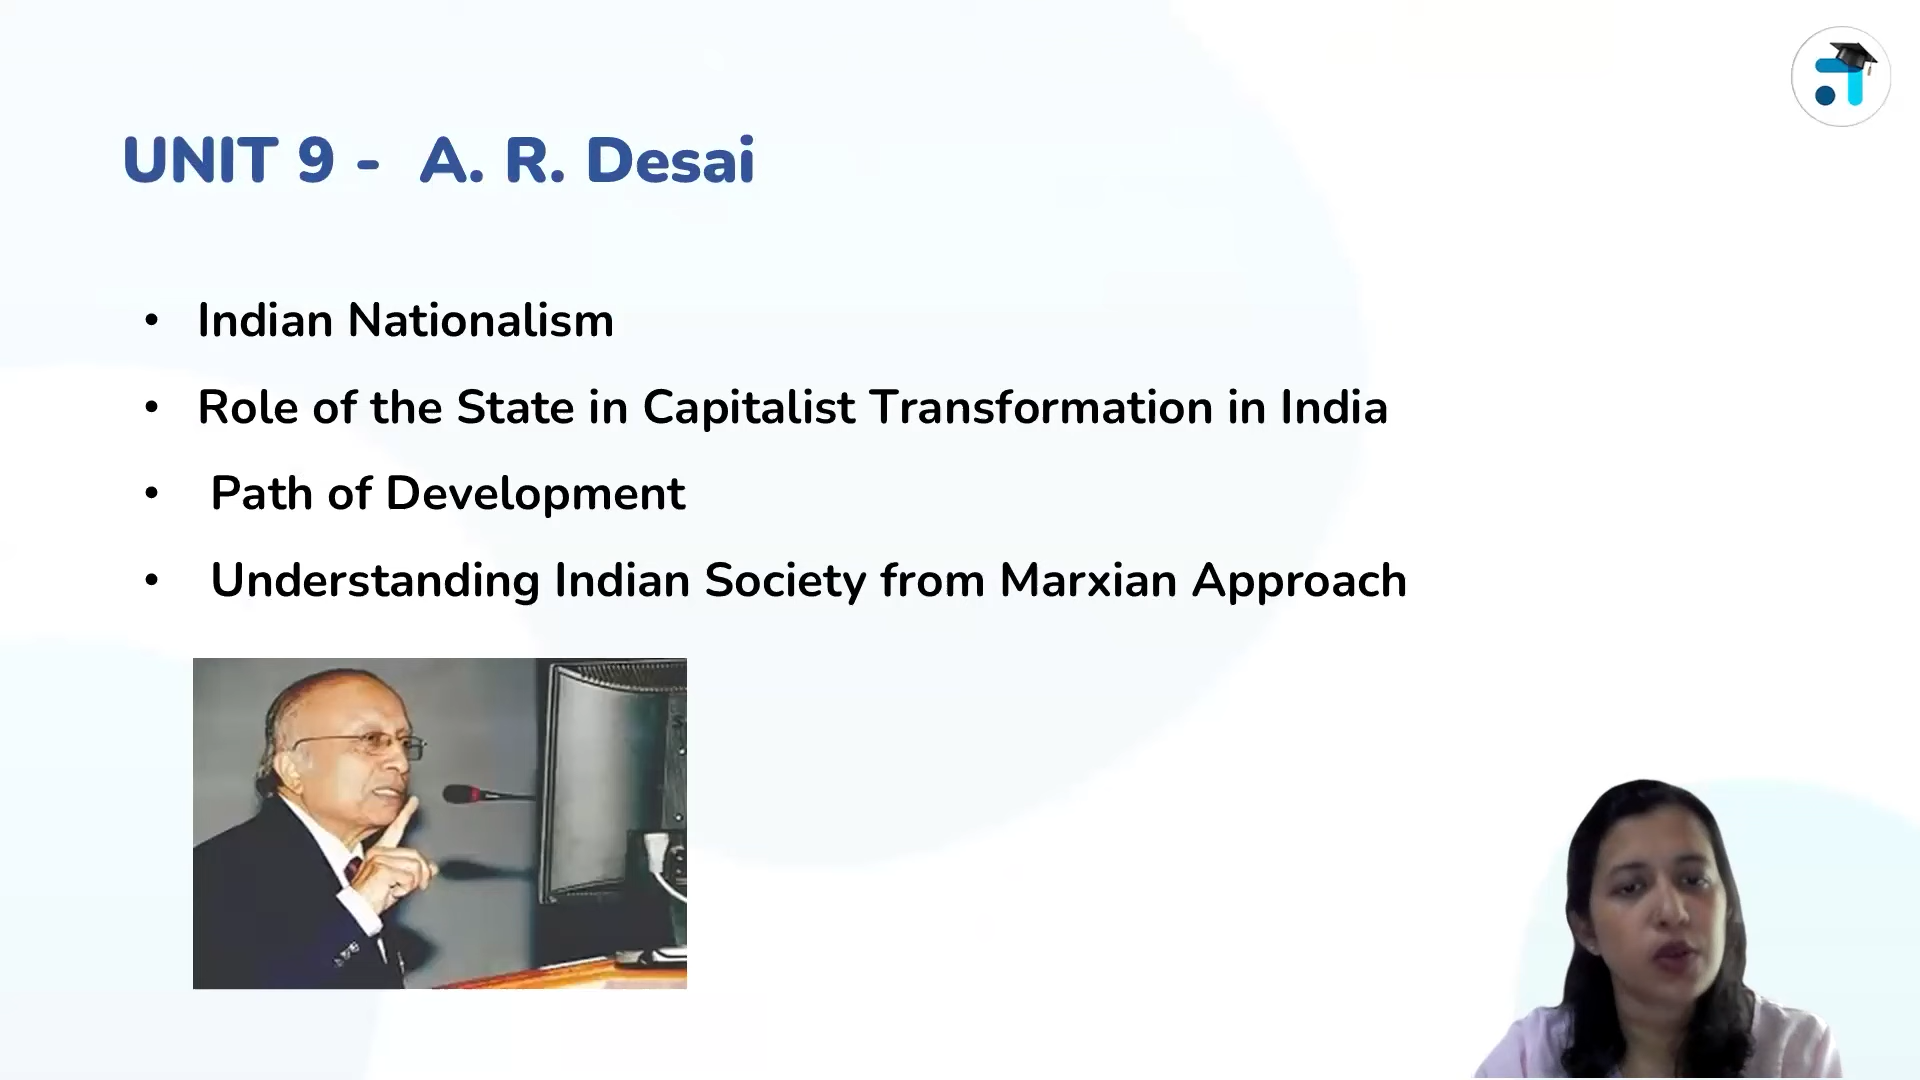 UNIT 9 - A. R. Desai
• Indian Nationalism
• Role of the State in Capitalist Transformation in India
• Path of Development
• Understanding Indian Society from Marxian Approach